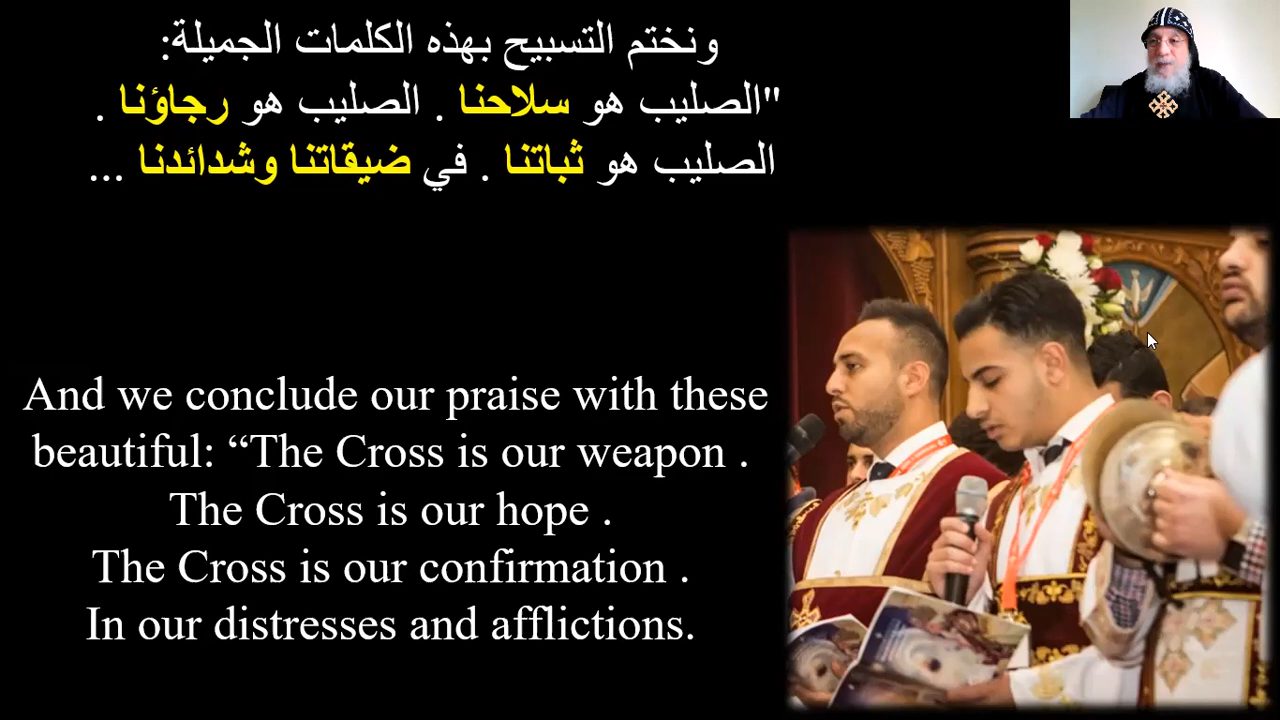 ونختم التسبيح بهذه الكلمات الجميلة:
"الصليب هو سلاحنا . الصليب هو رجاؤنا .
الصليب هو ثباتنا . في ضيقاتنا وشدائدنا ...
And we conclude our praise with these
beautiful: “The Cross is our weapon .
The Cross is our hope .
The Cross is our confirmation .
In our distresses and afflictions.